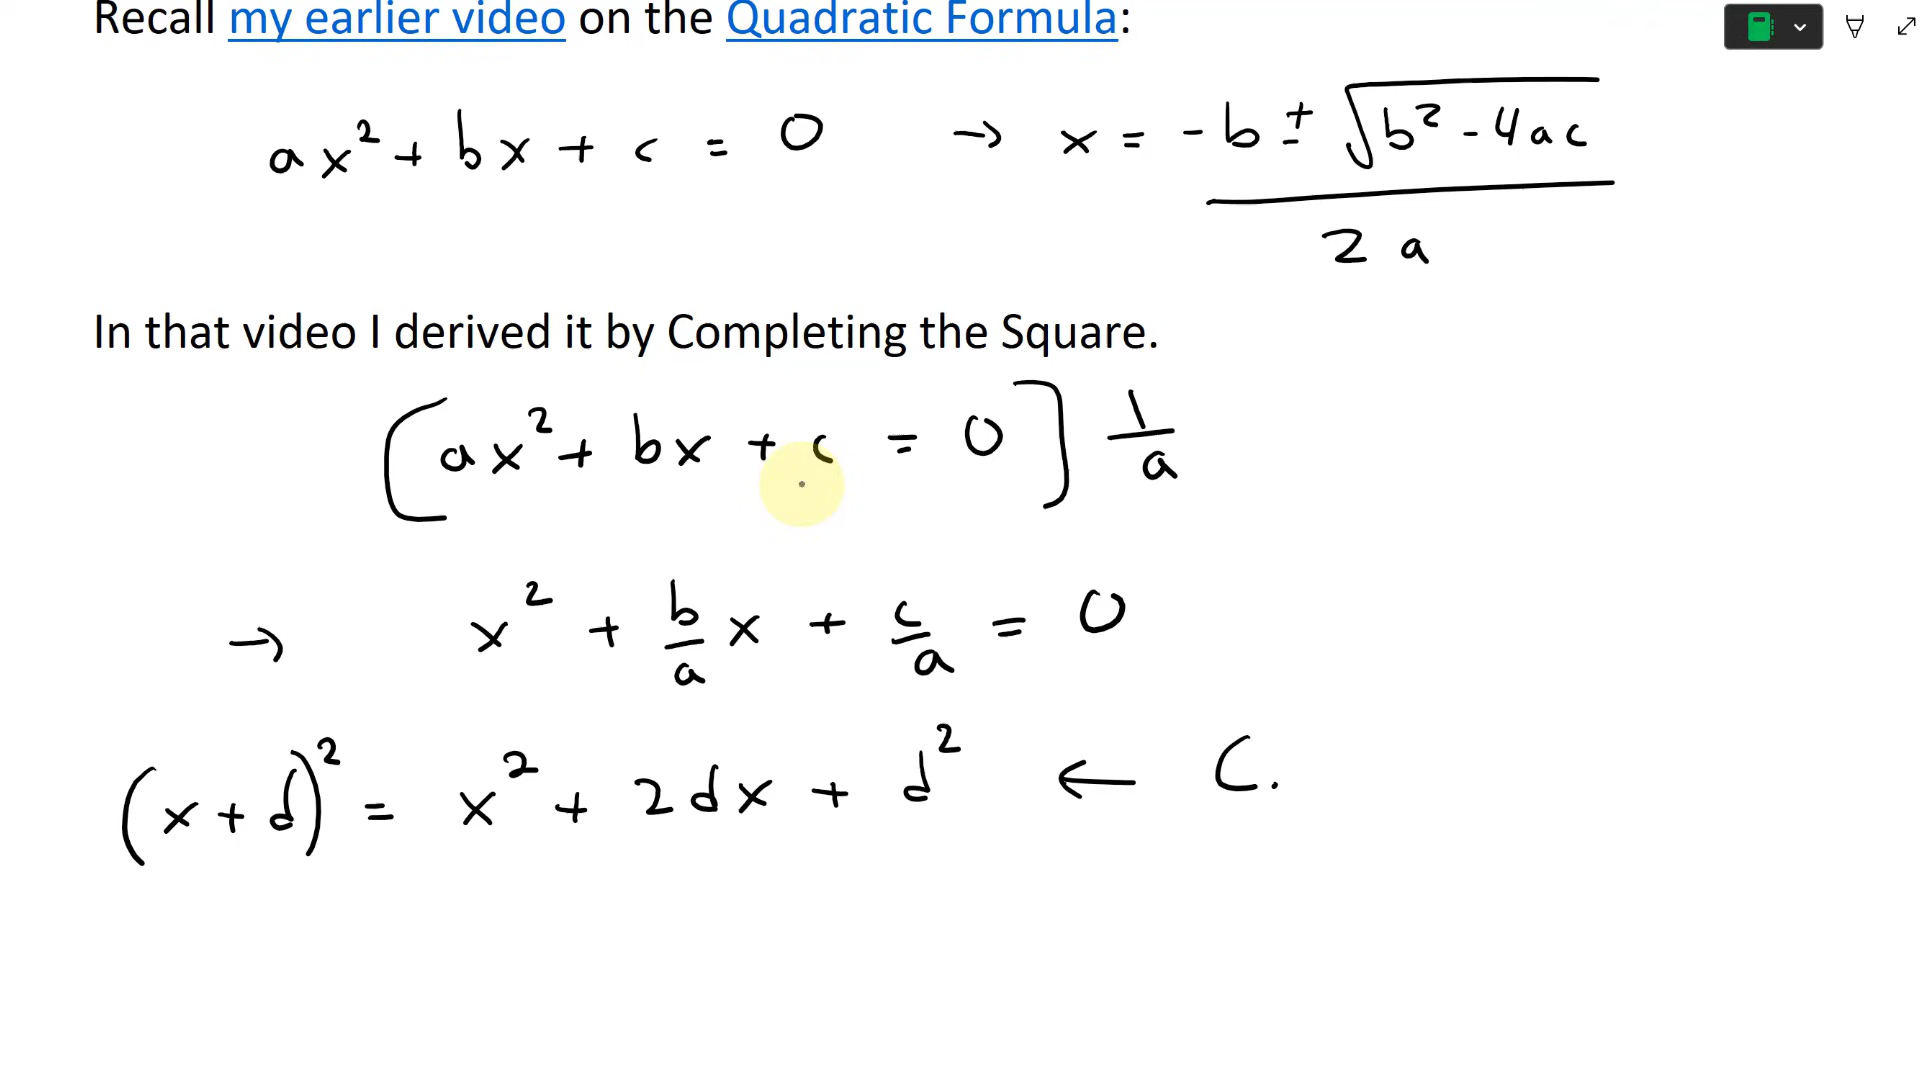 Recall my earlier video on the Quadratic Formula:
ax² + bx + c = 0 → x = -b ± √(b² - 4ac) / 2a
In that video I derived it by Completing the Square.
[ax² + bx + c = 0] 1/a
→ x² + b/a x + c/a = 0
(x + d)² = x² + 2dx + d² ← C.